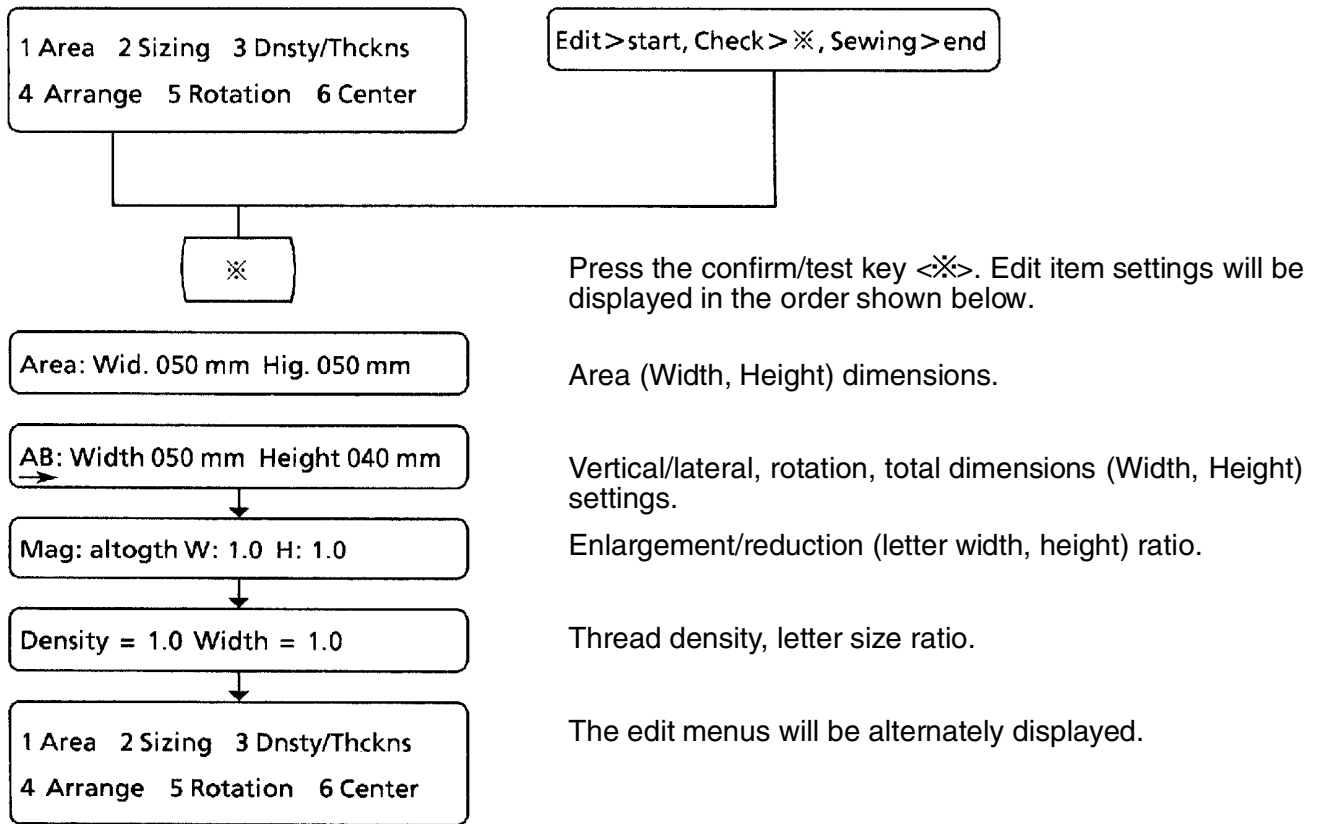 1 Area 2 Sizing 3 Dnsty/Thckns
4 Arrange 5 Rotation 6 Center
Edit>start, Check>※, Sewing>end
※
Press the confirm/test key <※>. Edit item settings will be
displayed in the order shown below.
Area: Wid. 050 mm Hig. 050 mm
Area (Width, Height) dimensions.
AB: Width 050 mm Height 040 mm
Vertical/lateral, rotation, total dimensions (Width, Height)
settings.
Mag: altogth W: 1.0 H: 1.0
Enlargement/reduction (letter width, height) ratio.
Density = 1.0 Width = 1.0
Thread density, letter size ratio.
1 Area 2 Sizing 3 Dnsty/Thckns
4 Arrange 5 Rotation 6 Center
The edit menus will be alternately displayed.